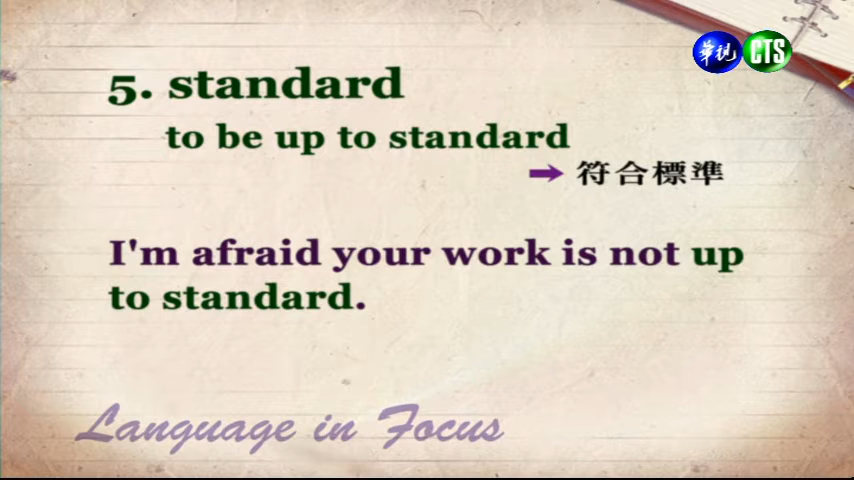 華視 CTS
5. standard
to be up to standard
➡ 符合標準
I'm afraid your work is not up
to standard.
Language in Focus